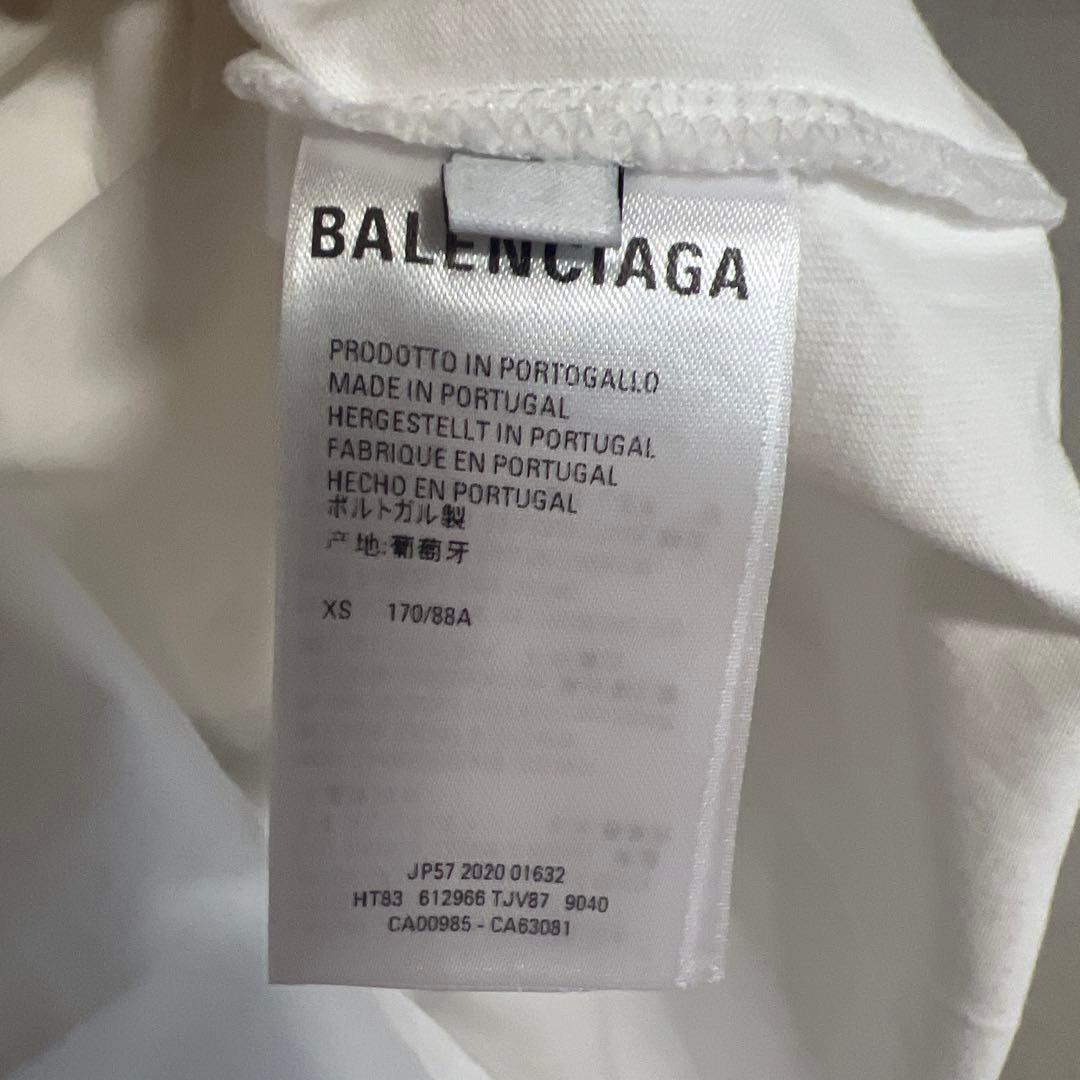 BALENCIAGA
PRODOTTO IN PORTOGALLO
MADE IN PORTUGAL
HERGESTELLT IN PORTUGAL
FABRIQUE EN PORTUGAL
HECHO EN PORTUGAL
ポルトガル製
产地:葡萄牙
XS 170/88A
JP57 2020 01632
HT83 612966 TJV87 9040
CA00985 - CA63081